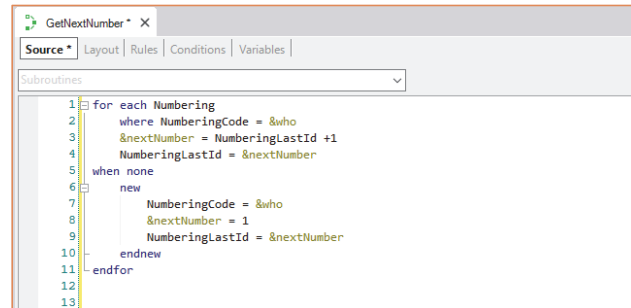 GetNextNumber * X
Source * Layout Rules Conditions Variables
Subroutines
1 for each Numbering
2 where NumberingCode = &who
3 &nextNumber = NumberingLastId +1
4 NumberingLastId = &nextNumber
5 when none
6 new
7 NumberingCode = &who
8 &nextNumber = 1
9 NumberingLastId = &nextNumber
10 endnew
11 endfor
12
13